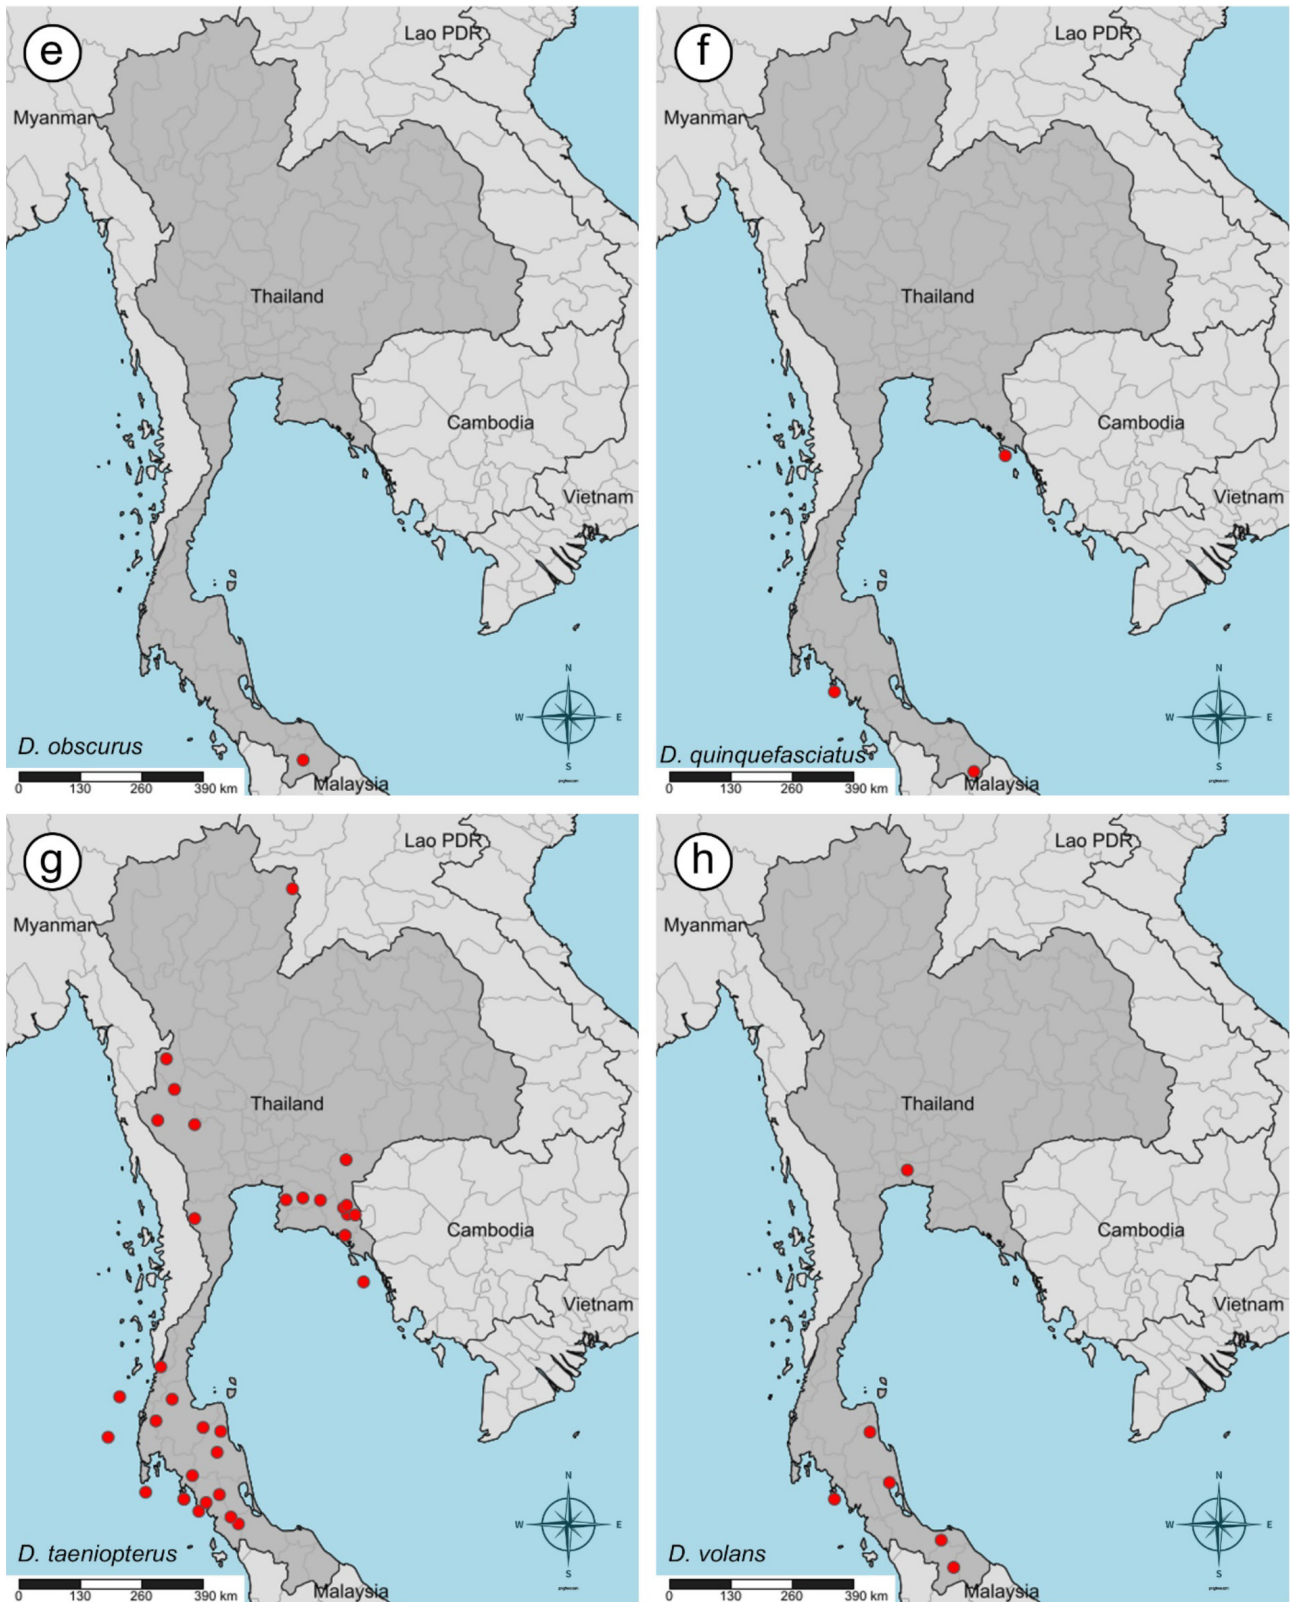 e
Lao PDR
Myanmar
Thailand
Cambodia
Vietnam
N
W E
S
D. obscurus
Malaysia
0 130 260 390 km
f
Lao PDR
Myanmar
Thailand
Cambodia
Vietnam
N
W E
S
D. quinquefasciatus
Malaysia
0 130 260 390 km
g
Lao PDR
Myanmar
Thailand
Cambodia
Vietnam
N
W E
S
D. taeniopterus
Malaysia
0 130 260 390 km
h
Lao PDR
Myanmar
Thailand
Cambodia
Vietnam
N
W E
S
D. volans
Malaysia
0 130 260 390 km